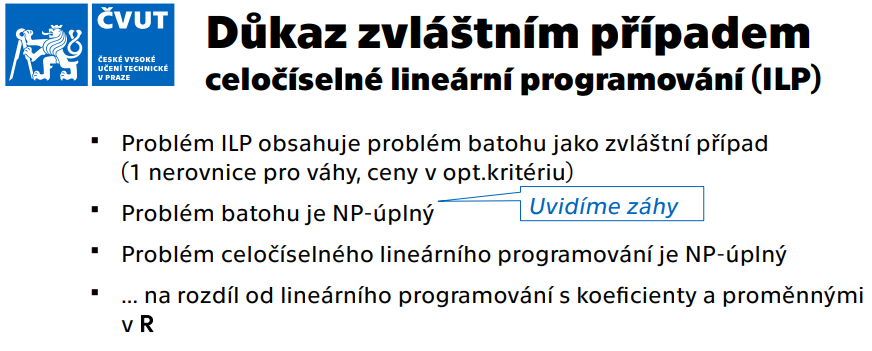 ČVUT
ČESKÉ VYSOKÉ
UČENÍ TECHNICKÉ
V PRAZE
Důkaz zvláštním případem
celočíselné lineární programování (ILP)
▪ Problém ILP obsahuje problém batohu jako zvláštní případ
(1 nerovnice pro váhy, ceny v opt.kritériu)
▪ Problém batohu je NP-úplný
Uvidíme záhy
▪ Problém celočíselného lineárního programování je NP-úplný
▪ ... na rozdíl od lineárního programování s koeficienty a proměnnými
v R